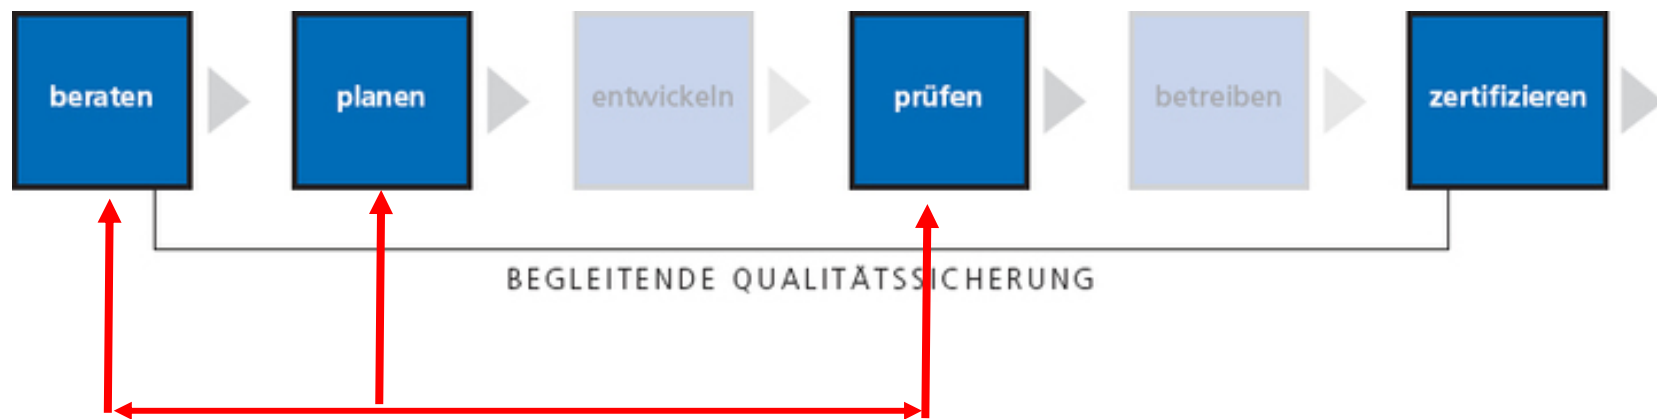 beraten planen entwickeln prüfen betreiben zertifizieren
BEGLEITENDE QUALITÄTSSICHERUNG